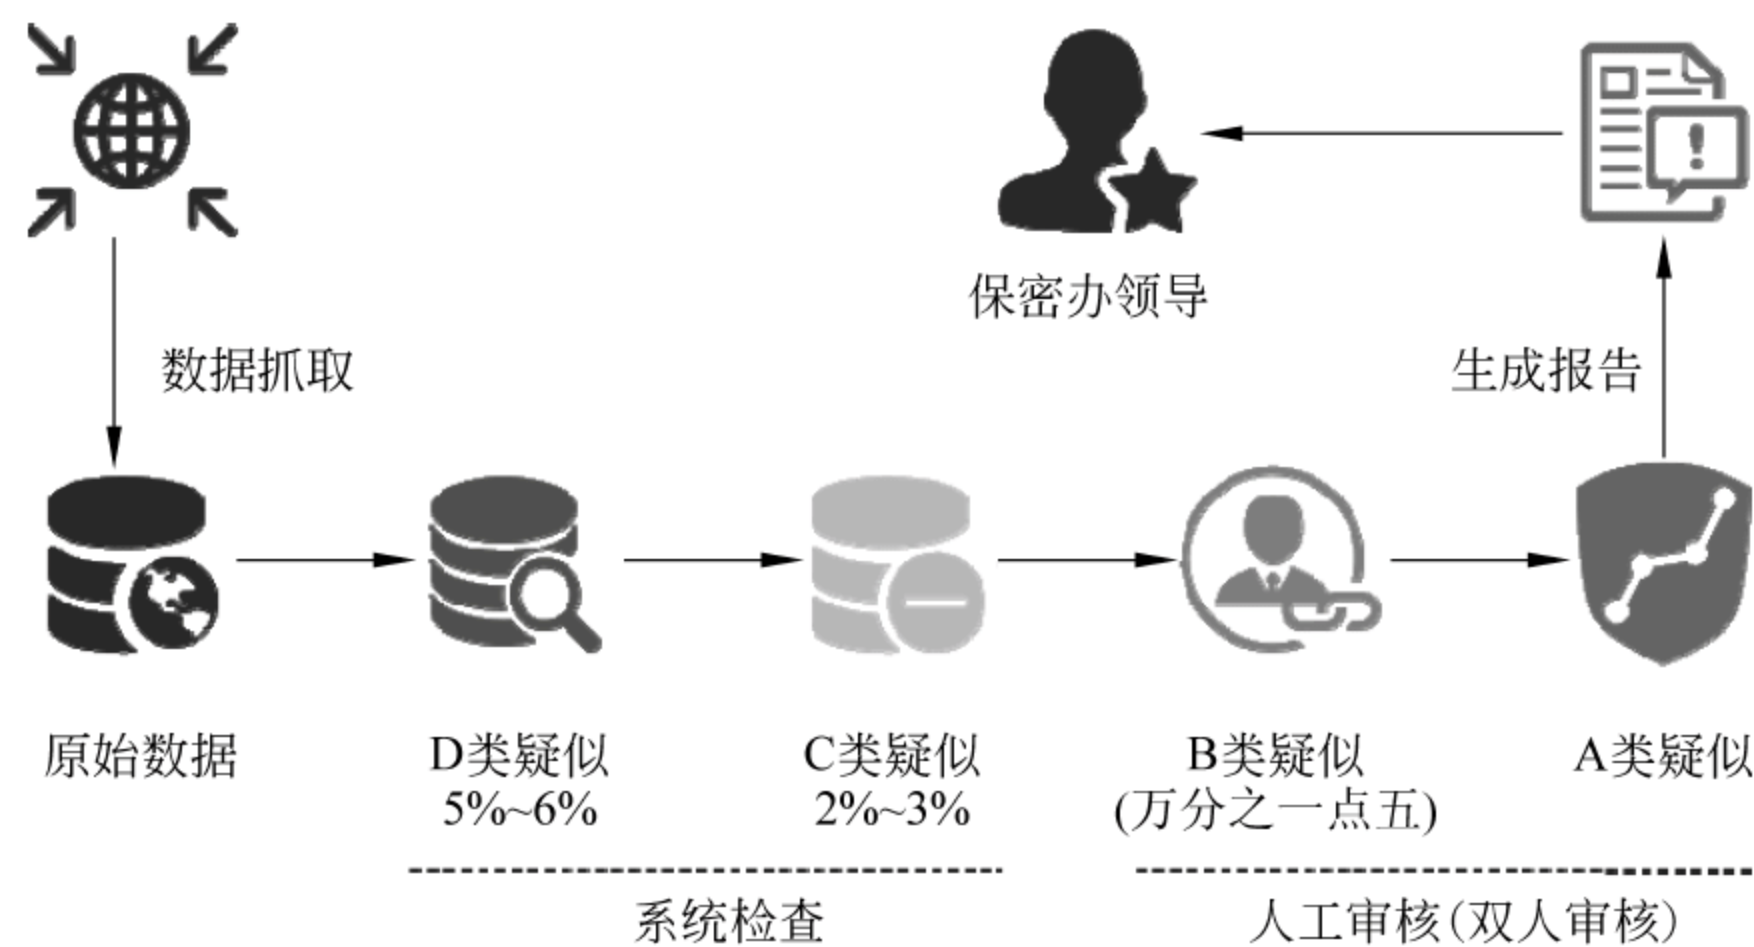 保密办领导
数据抓取
生成报告
原始数据
D类疑似
5%~6%
C类疑似
2%~3%
B类疑似
(万分之一点五)
A类疑似
系统检查
人工审核(双人审核)